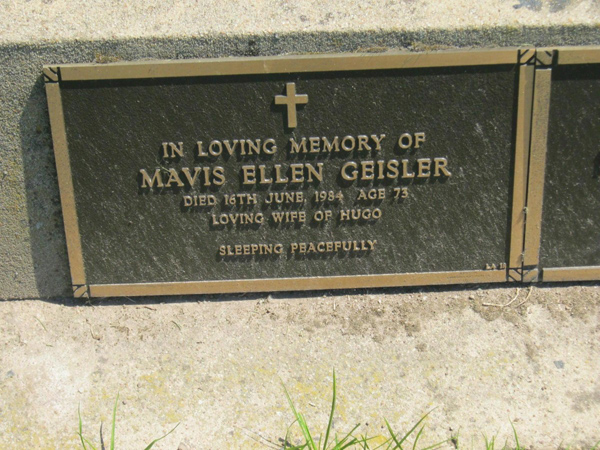 IN LOVING MEMORY OF
MAVIS ELLEN GEISLER
DIED 16TH JUNE, 1984 AGE 73
LOVING WIFE OF HUGO
SLEEPING PEACEFULLY